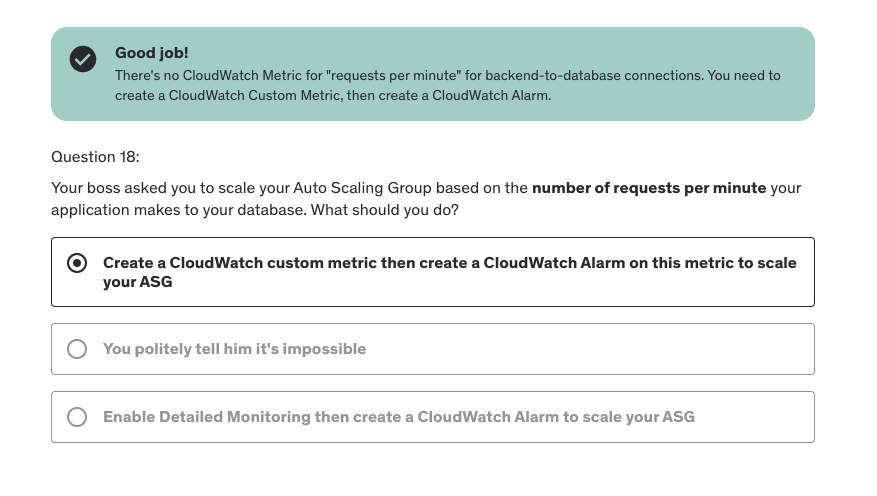 Good job!
There's no CloudWatch Metric for "requests per minute" for backend-to-database connections. You need to
create a CloudWatch Custom Metric, then create a CloudWatch Alarm.
Question 18:
Your boss asked you to scale your Auto Scaling Group based on the number of requests per minute your
application makes to your database. What should you do?
Create a CloudWatch custom metric then create a CloudWatch Alarm on this metric to scale
your ASG
You politely tell him it's impossible
Enable Detailed Monitoring then create a CloudWatch Alarm to scale your ASG